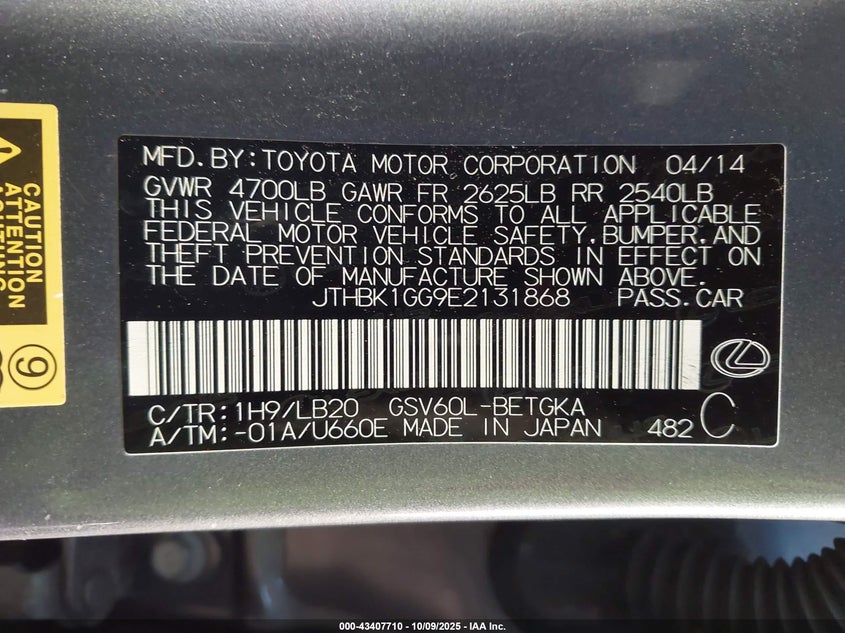 CAUTION
ATTENTION
9
MFD.BY:TOYOTA MOTOR CORPORATION 04/14
GVWR 4700LB GAWR FR 2625LB RR 2540LB
THIS VEHICLE CONFORMS TO ALL APPLICABLE
FEDERAL MOTOR VEHICLE SAFETY,BUMPER,AND
THEFT PREVENTION STANDARDS IN EFFECT ON
THE DATE OF MANUFACTURE SHOWN ABOVE.
JTHBK1GG9E2131868 PASS.CAR
C/TR:1H9/LB20 GSV60L-BETGKA
A/TM:-01A/U660E MADE IN JAPAN 482 C
000-43407710 - 10/09/2025 - IAA Inc.